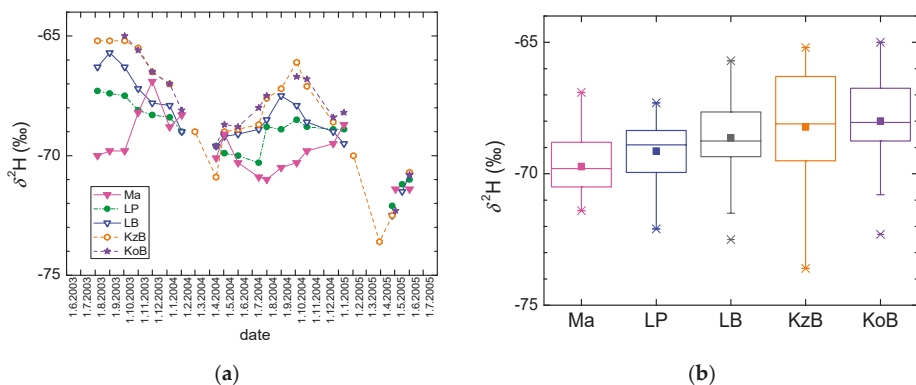 -65
-70
-75
δ⁻²H (‰)
Ma
LP
LB
KzB
KoB
1.6.2003
1.7.2003
1.8.2003
1.9.2003
1.10.2003
1.11.2003
1.12.2003
1.1.2004
1.2.2004
1.3.2004
1.4.2004
1.5.2004
1.6.2004
1.7.2004
1.8.2004
1.9.2004
1.10.2004
1.11.2004
1.12.2004
1.1.2005
1.2.2005
1.3.2005
1.4.2005
1.5.2005
1.6.2005
1.7.2005
date
(a)
-65
-70
-75
δ⁻²H (‰)
Ma LP LB KzB KoB
(b)